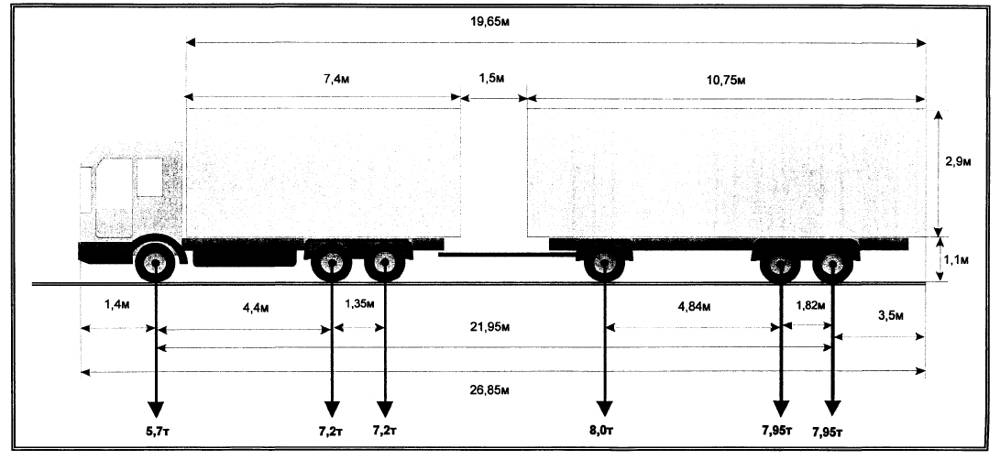 19,65м
7,4м
1,5м
10,75м
2,9м
1,1м
1,4м
4,4м
1,35м
21,95м
4,84м
1,82м
3,5м
26,85м
5,7т
7,2т
7,2т
8,0т
7,95т
7,95т